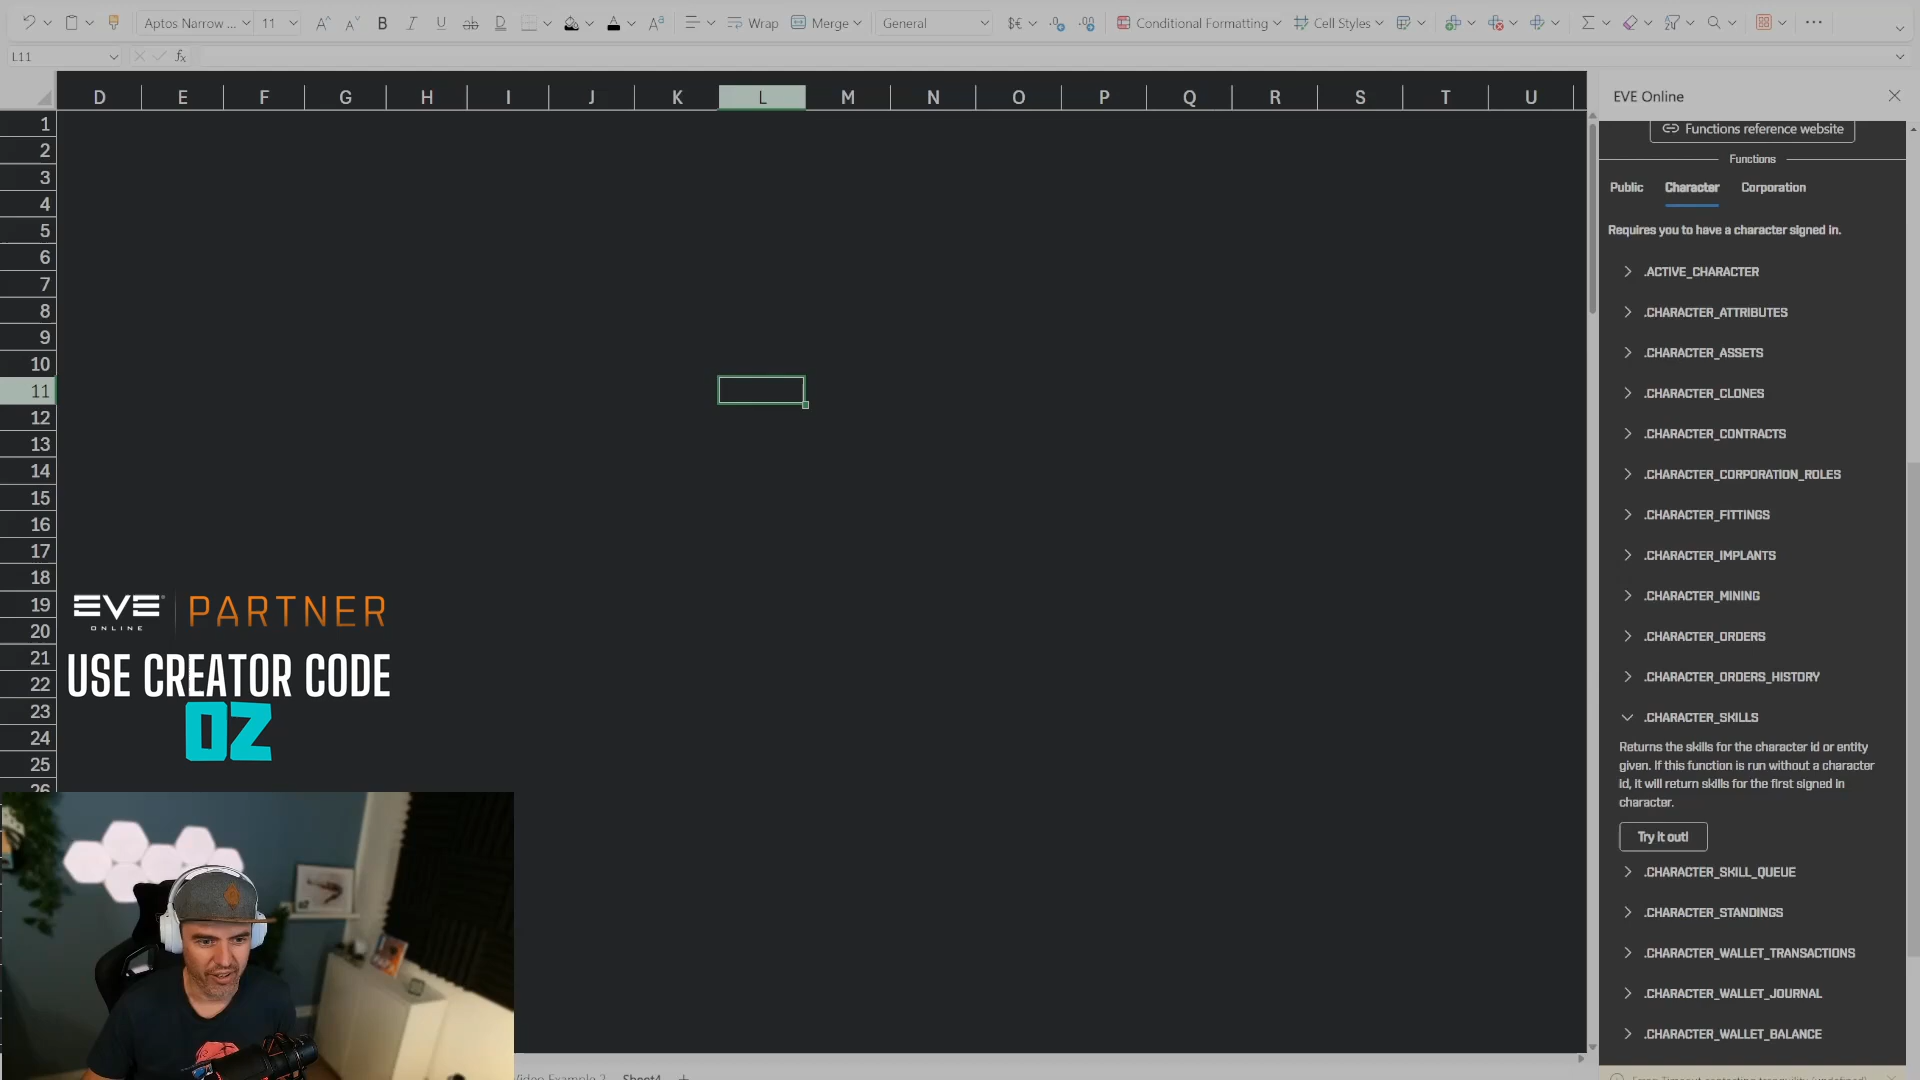 Aptos Narrow ...
11
Wrap
Merge
General
Conditional Formatting
Cell Styles
L11
fx
D E F G H I J K L M N O P Q R S T U
1
2
3
4
5
6
7
8
9
10
11
12
13
14
15
16
17
18
19
20
21
22
23
24
25
26
EVE ONLINE | PARTNER
USE CREATOR CODE
OZ
EVE Online
Functions reference website
Functions
Public Character Corporation
Requires you to have a character signed in.
.ACTIVE_CHARACTER
.CHARACTER_ATTRIBUTES
.CHARACTER_ASSETS
.CHARACTER_CLONES
.CHARACTER_CONTRACTS
.CHARACTER_CORPORATION_ROLES
.CHARACTER_FITTINGS
.CHARACTER_IMPLANTS
.CHARACTER_MINING
.CHARACTER_ORDERS
.CHARACTER_ORDERS_HISTORY
.CHARACTER_SKILLS
Returns the skills for the character id or entity
given. If this function is run without a character
id, it will return skills for the first signed in
character.
Try it out!
.CHARACTER_SKILL_QUEUE
.CHARACTER_STANDINGS
.CHARACTER_WALLET_TRANSACTIONS
.CHARACTER_WALLET_JOURNAL
.CHARACTER_WALLET_BALANCE
Video Example 2 Sheet4